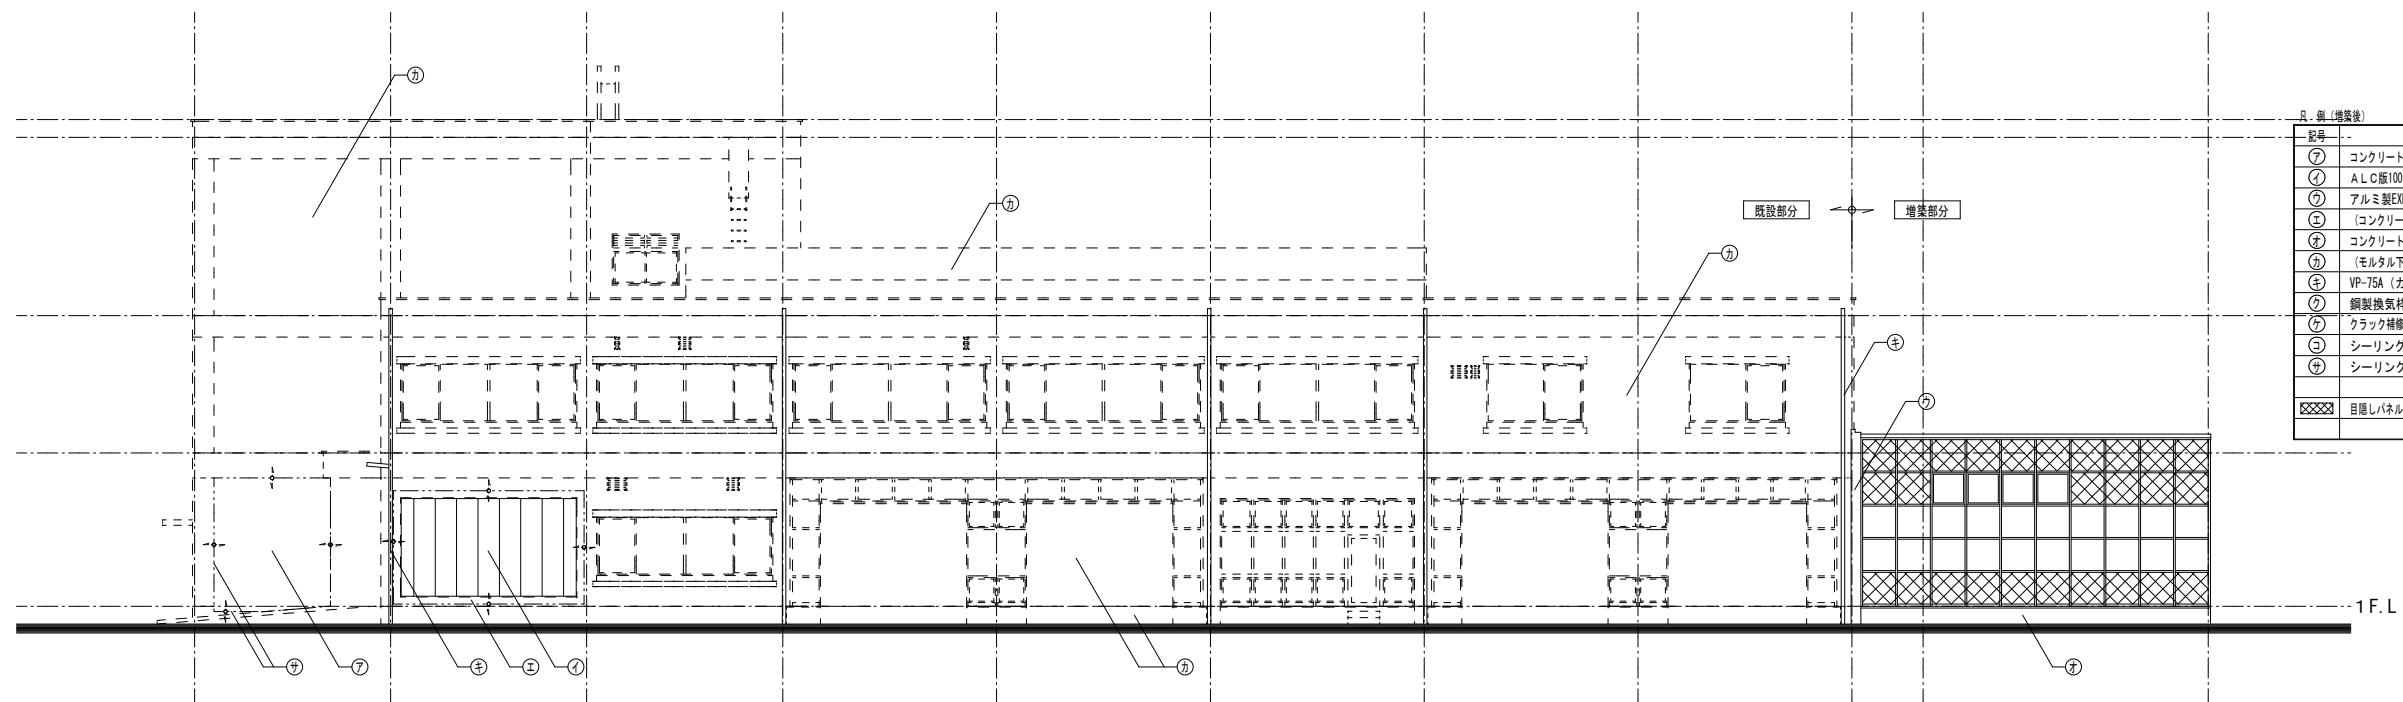 カ
カ
既設部分
増築部分
カ
キ
ウ
凡 例（増築後）
記号
ア コンクリート
イ ALC版100
ウ アルミ製EX
エ （コンクリー
オ コンクリート
カ （モルタル下
キ VP-75A（カ
ク 鋼製換気
ケ クラック補修
コ シーリング
サ シーリング
目隠しパネル
1F.L
サ
ア
キ
エ
イ
カ
オ